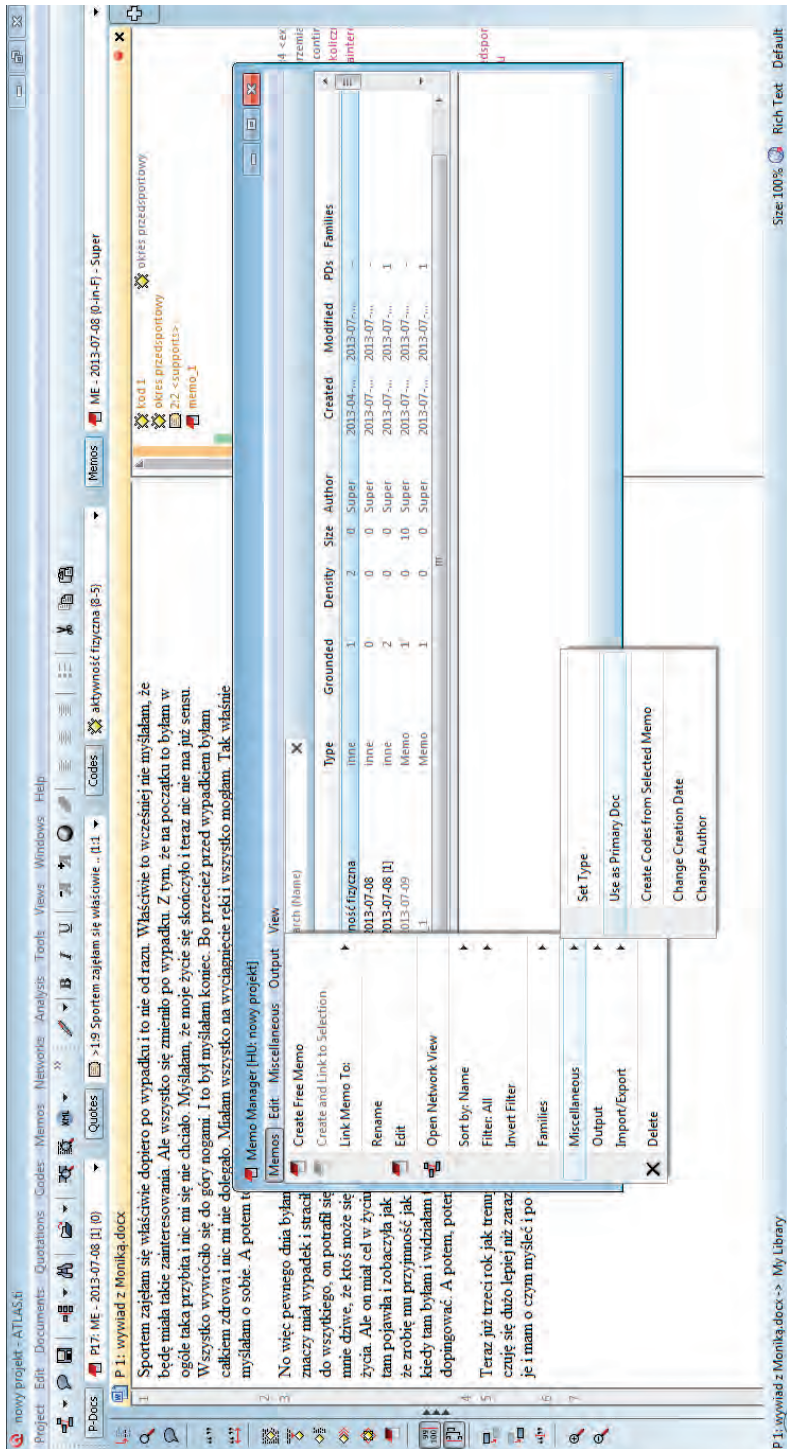 nowy projekt - ATLAS.ti
Project Edit Documents Quotations Codes Memos Networks Analysis Tools Views Windows Help
P-Docs P17: ME - 2013-07-08 [1] {0} Quotes >1:9 Sportem zajęłam się właściwie .. {1:1 Codes aktywność fizyczna {8-5} Memos ME - 2013-07-08 {0-in-F} - Super
P 1: wywiad z Moniką.docx
1 Sportem zajęłam się właściwie dopiero po wypadku i to nie od razu. Właściwie to wcześniej nie myślałam, że
będę miała takie zainteresowania. Ale wszystko się zmieniło po wypadku. Z tym, że na początku to byłam w
ogóle taka przybita i nic mi się nie chciało. Myślałam, że moje życie się skończyło i teraz nic nie ma już sensu.
Wszystko wywróciło się do góry nogami. I to był myślałam koniec. Bo przecież przed wypadkiem byłam
całkiem zdrowa i nic mi nie dolegało. Miałam wszystko na wyciągnięcie ręki i wszystko mogłam. Tak właśnie
myślałam o sobie. A potem to
2
3 No więc pewnego dnia byłam
znaczy miał wypadek i stracił
do wszytkiego, on potrafił się
mnie dziwe, że ktoś może się
życia. Ale on miał cel w życiu
tam pojawiła i zobaczyła jak
że zrobię mu przyjmność jak
kiedy tam byłam i widziałam
dopingować. A potem, poten
4
5 Teraz już trzeci rok jak trenuj
czuję się dużo lepiej niż zaraz
je i mam o czym myśleć i po
6
7
kod 1
okres przedsportowy
okres przedsportowy
2:2 <supports>
memo_1
Memo Manager [HU: nowy projekt]
Memos Edit Miscellaneous Output View
arch (Name)
Type Grounded Density Size Author Created Modified PDs Families
ność fizyczna inne 1 2 0 Super 2013-04-... 2013-07-... -
2013-07-08 inne 0 0 0 Super 2013-07-... 2013-07-... -
2013-07-08 [1] inne 2 0 0 Super 2013-07-... 2013-07-... 1
2013-07-09 Memo 1 0 10 Super 2013-07-... 2013-07-... -
_1 Memo 1 0 0 Super 2013-07-... 2013-07-... 1
Create Free Memo
Create and Link to Selection
Link Memo To:
Rename
Edit
Open Network View
Sort by: Name
Filter: All
Invert Filter
Families
Miscellaneous
Output
Import/Export
Delete
Set Type
Use as Primary Doc
Create Codes from Selected Memo
Change Creation Date
Change Author
P 1: wywiad z Moniką.docx -> My Library
Size: 100% Rich Text Default